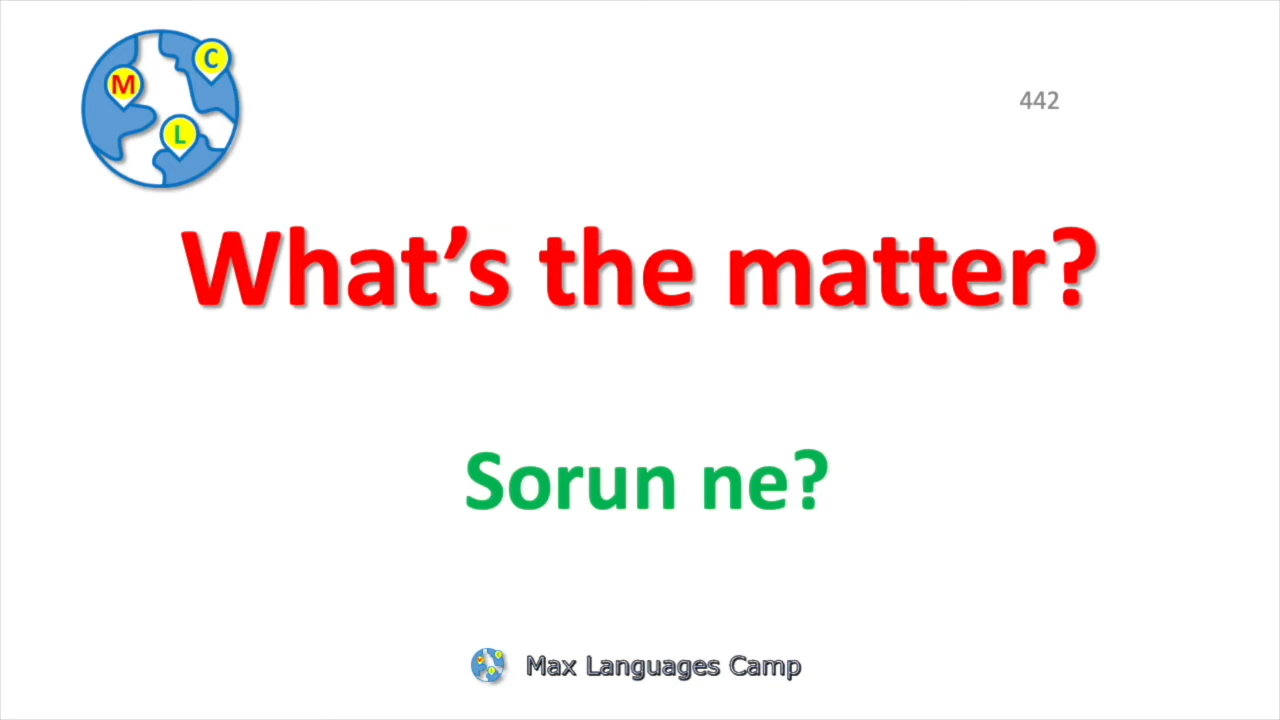 C
M
L
442
What’s the matter?
Sorun ne?
Max Languages Camp